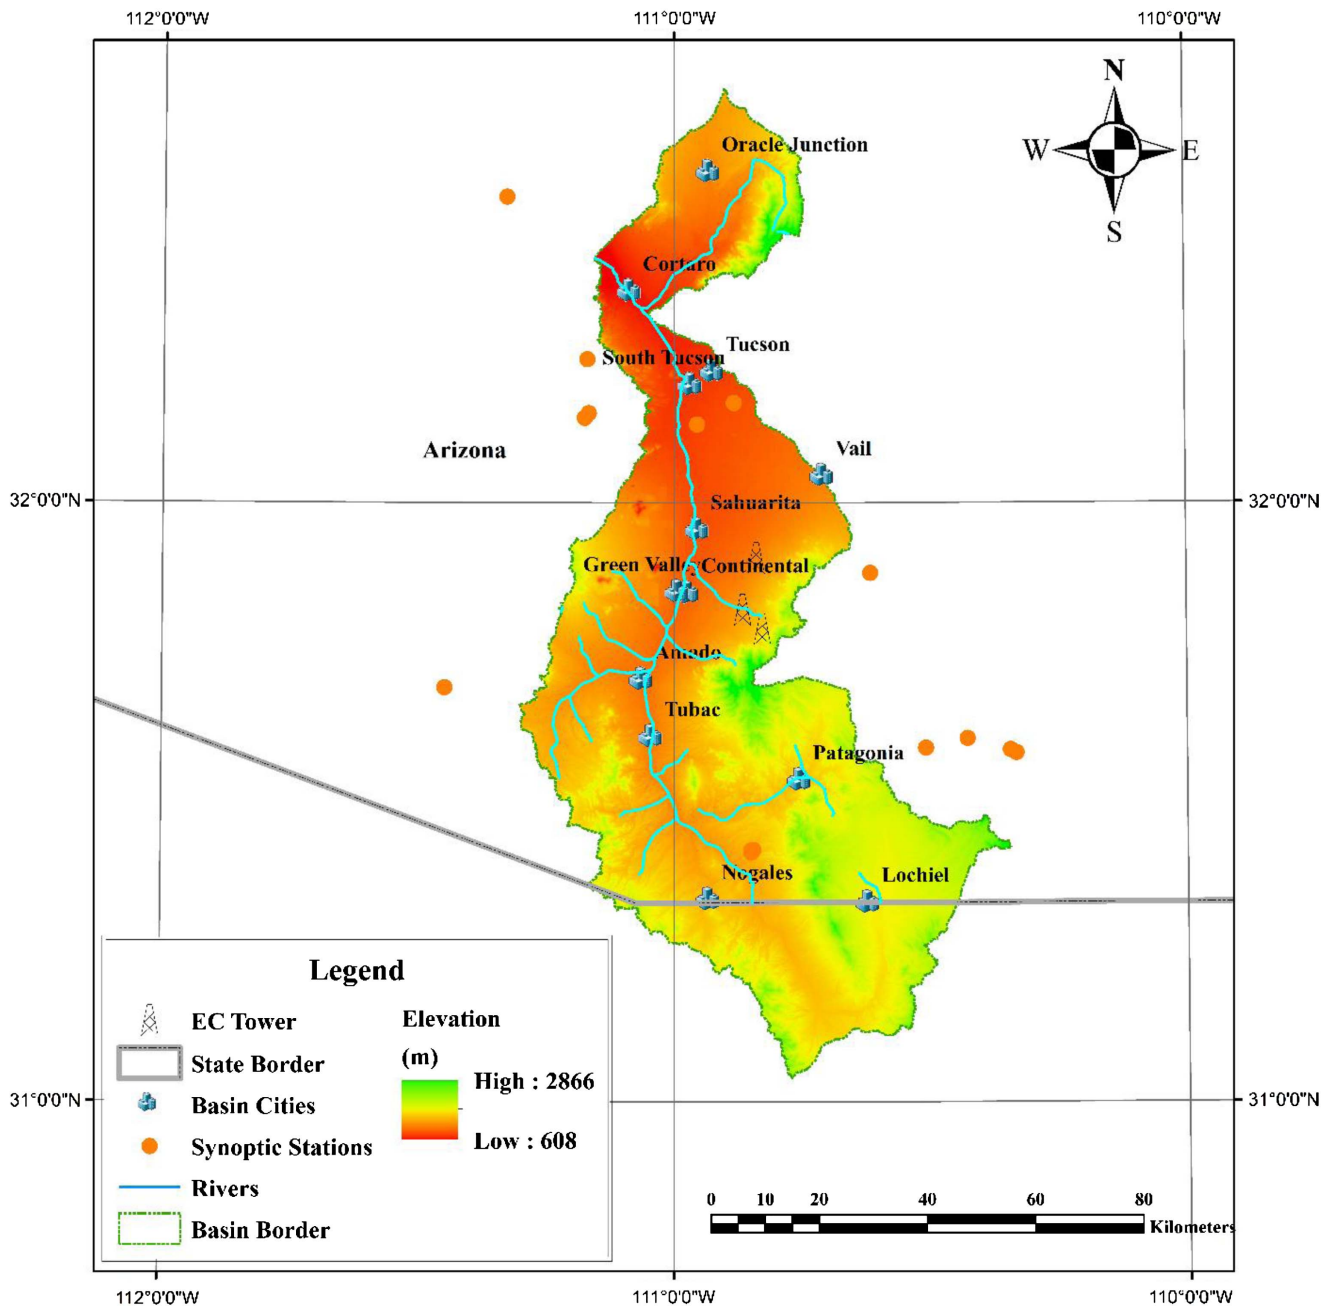 112°0'0"W 111°0'0"W 110°0'0"W
N
W E
S
Oracle Junction
Cortaro
Tucson
South Tucson
Arizona
Vail
32°0'0"N 32°0'0"N
Sahuarita
Green Valley Continental
Amado
Tubac
Patagonia
Nogales
Lochiel
Legend
EC Tower
State Border
Basin Cities
Synoptic Stations
Rivers
Basin Border
Elevation
(m)
High : 2866
Low : 608
31°0'0"N 31°0'0"N
0 10 20 40 60 80
Kilometers
112°0'0"W 111°0'0"W 110°0'0"W